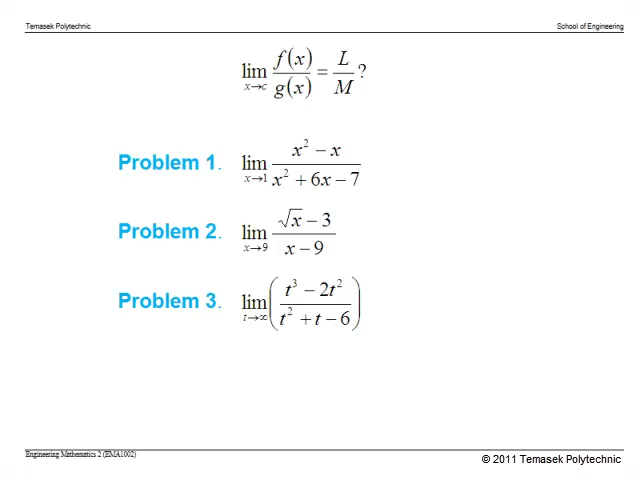 Temasek Polytechnic School of Engineering
lim x→c f(x)/g(x) = L/M ?
Problem 1. lim x→1 (x² − x)/(x² + 6x − 7)
Problem 2. lim x→9 (√x − 3)/(x − 9)
Problem 3. lim t→∞ ((t³ − 2t²)/(t² + t − 6))
Engineering Mathematics 2 (EMA1002) © 2011 Temasek Polytechnic